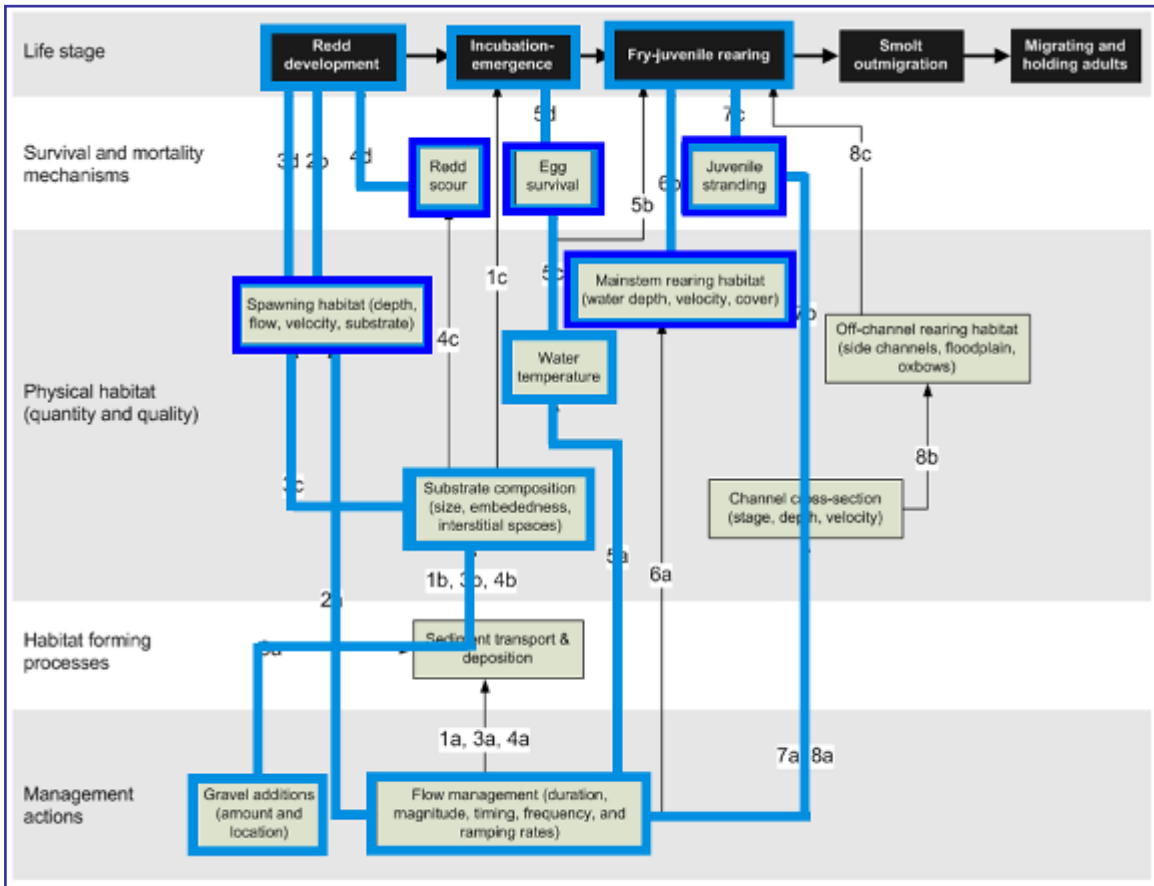 Life stage
Redd
development
Incubation-
emergence
Fry-juvenile rearing
Smolt
outmigration
Migrating and
holding adults
5d
7c
Survival and mortality
mechanisms
3d
2b
4d
Redd
scour
Egg
survival
5b
6b
Juvenile
stranding
8c
1c
5c
Spawning habitat (depth,
flow, velocity, substrate)
Mainstem rearing habitat
(water depth, velocity, cover)
7b
4c
Water
temperature
Off-channel rearing habitat
(side channels, floodplain,
oxbows)
Physical habitat
(quantity and quality)
8b
3c
Substrate composition
(size, embededness,
interstitial spaces)
Channel cross-section
(stage, depth, velocity)
1b, 3b, 4b
5a
6a
2a
Habitat forming
processes
Sediment transport &
deposition
1a, 3a, 4a
7a, 8a
Management
actions
Gravel additions
(amount and
location)
Flow management (duration,
magnitude, timing, frequency, and
ramping rates)